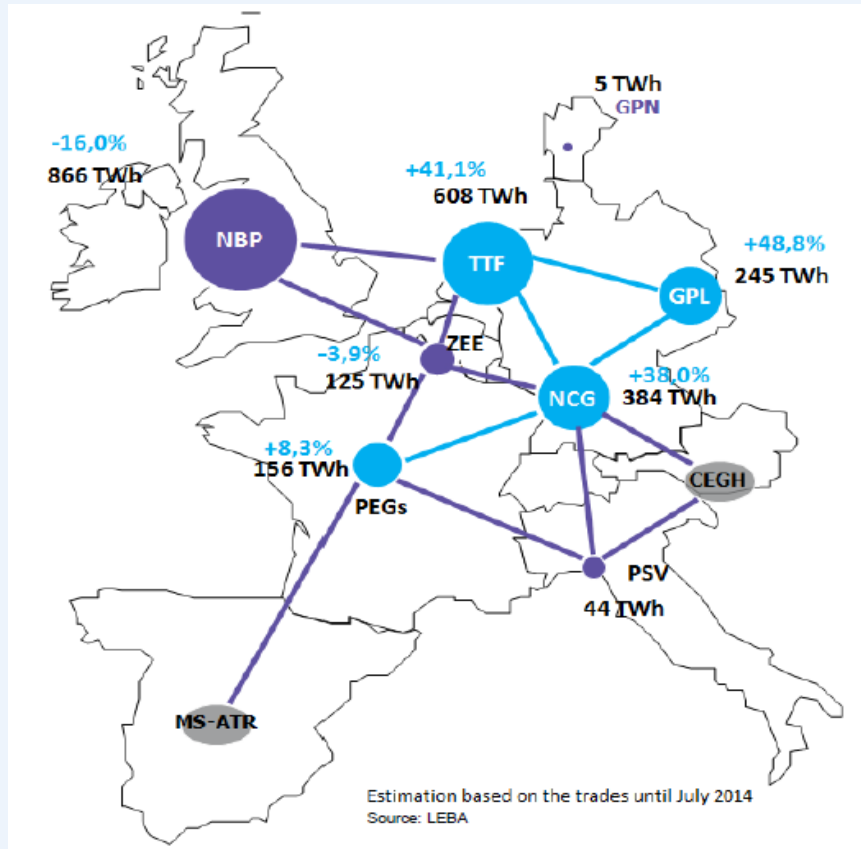 5 TWh
GPN
-16,0%
866 TWh
+41,1%
608 TWh
NBP
TTF
+48,8%
245 TWh
GPL
ZEE
-3,9%
125 TWh
+38,0%
384 TWh
NCG
+8,3%
156 TWh
PEGs
CEGH
PSV
44 TWh
MS-ATR
Estimation based on the trades until July 2014
Source: LEBA